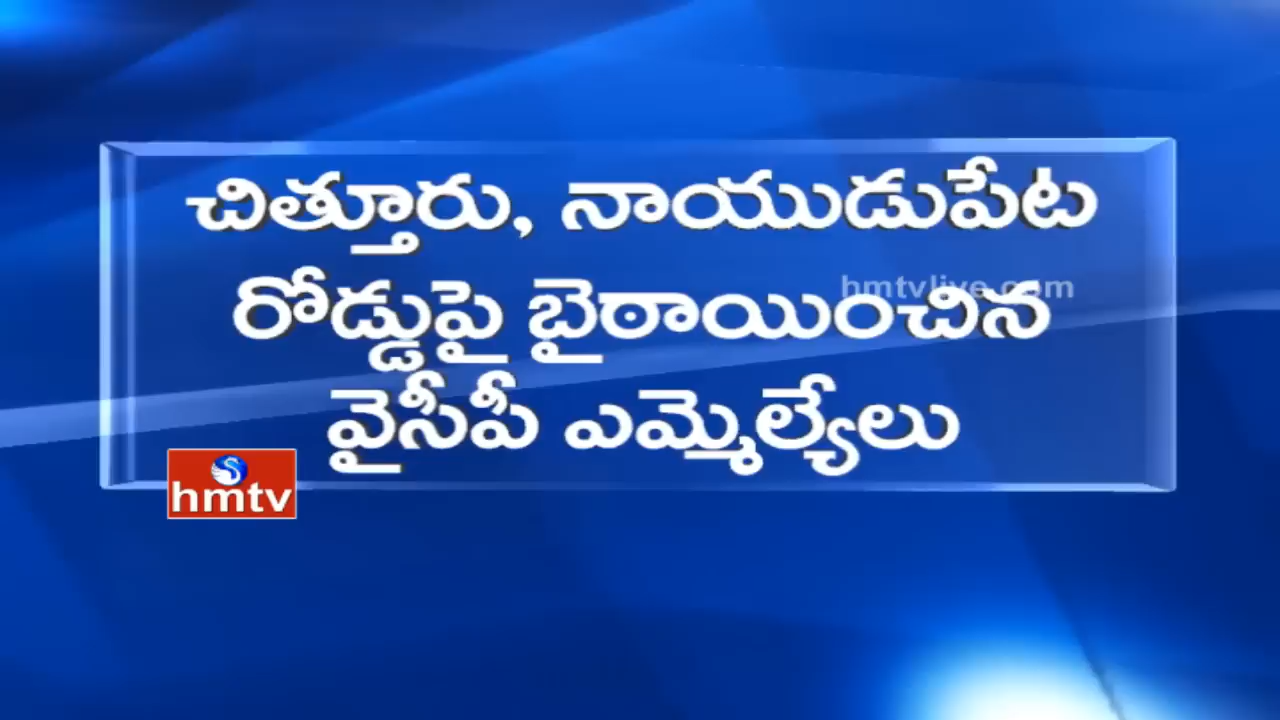 చిత్తూరు, నాయుడుపేట
రోడ్డుపై బైఠాయించిన
hmtvlive.com
వైసీపీ ఎమ్మెల్యేలు
hmtv